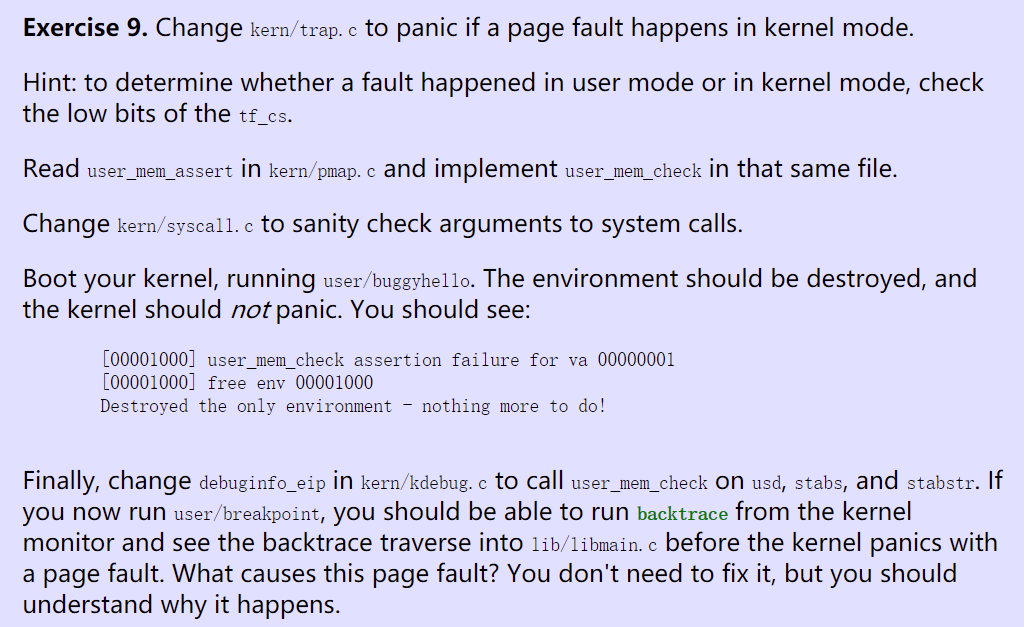 Exercise 9. Change kern/trap.c to panic if a page fault happens in kernel mode.
Hint: to determine whether a fault happened in user mode or in kernel mode, check
the low bits of the tf_cs.
Read user_mem_assert in kern/pmap.c and implement user_mem_check in that same file.
Change kern/syscall.c to sanity check arguments to system calls.
Boot your kernel, running user/buggyhello. The environment should be destroyed, and
the kernel should not panic. You should see:
[00001000] user_mem_check assertion failure for va 00000001
[00001000] free env 00001000
Destroyed the only environment - nothing more to do!
Finally, change debuginfo_eip in kern/kdebug.c to call user_mem_check on usd, stabs, and stabstr. If
you now run user/breakpoint, you should be able to run backtrace from the kernel
monitor and see the backtrace traverse into lib/libmain.c before the kernel panics with
a page fault. What causes this page fault? You don't need to fix it, but you should
understand why it happens.